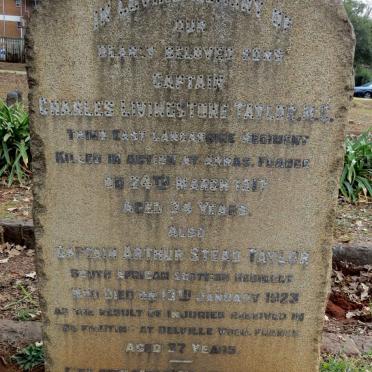 IN LOVING MEMORY OF
OUR
DEARLY BELOVED SONS
CAPTAIN
CHARLES LIVINGSTONE TAYLOR. M.C.
THIRD EAST LANCASHIRE REGIMENT
KILLED IN ACTION AT ARRAS, FRANCE
ON 24TH MARCH 1917
AGED 24 YEARS
ALSO
CAPTAIN ARTHUR STEAD TAYLOR
SOUTH AFRICAN SCOTTISH REGIMENT
WHO DIED ON 13TH JANUARY 1923
AS THE RESULT OF INJURIES RECEIVED IN
AT DELVILLE WOOD, FRANCE
AGED 27 YEARS